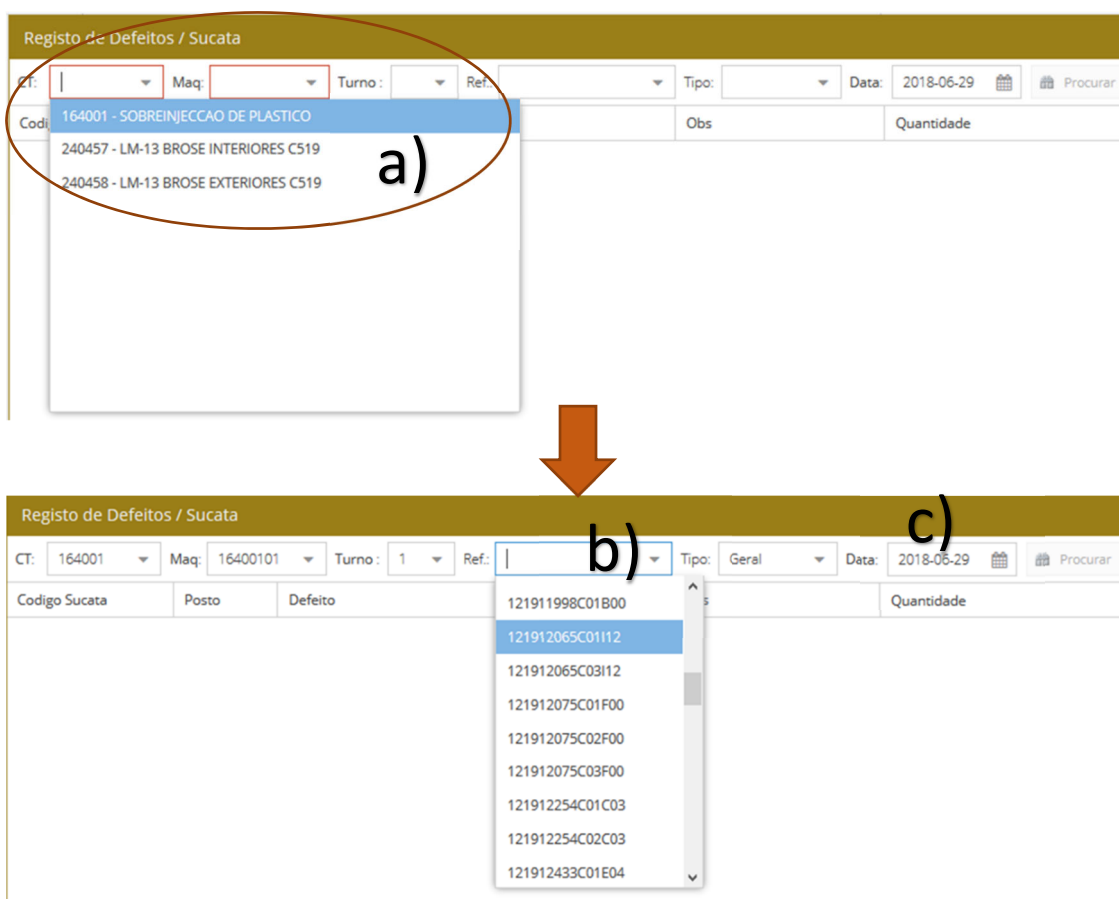 Registo de Defeitos / Sucata
CT: Maq: Turno : Ref.: Tipo: Data: 2018-06-29 Procurar
Codi Obs Quantidade
164001 - SOBREINJECCAO DE PLASTICO
240457 - LM-13 BROSE INTERIORES C519
240458 - LM-13 BROSE EXTERIORES C519
a)
Registo de Defeitos / Sucata
b) c)
CT: 164001 Maq: 16400101 Turno : 1 Ref.: Tipo: Geral Data: 2018-06-29 Procurar
Codigo Sucata Posto Defeito s Quantidade
121911998C01B00
121912065C01I12
121912065C03I12
121912075C01F00
121912075C02F00
121912075C03F00
121912254C01C03
121912254C02C03
121912433C01E04